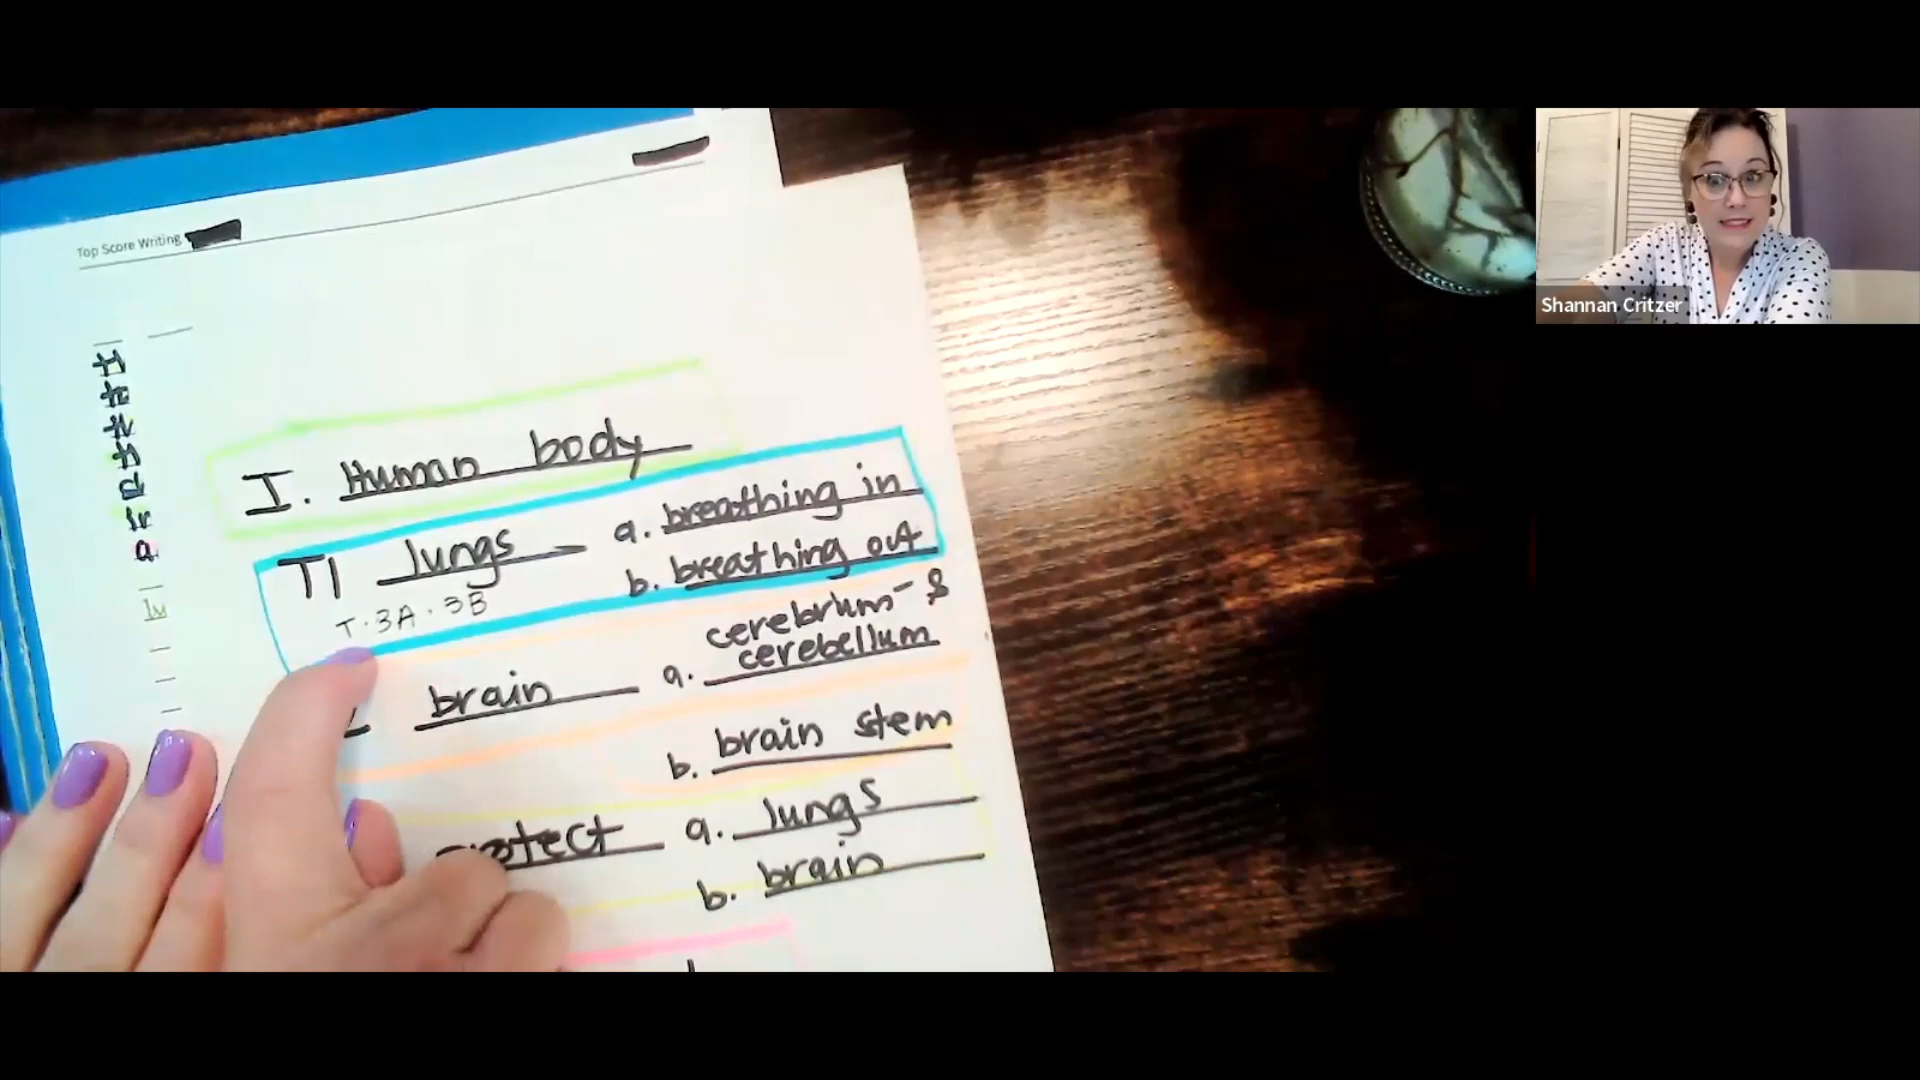 Top Score Writing
I. Human body
T1 lungs a. breathing in
b. breathing out
T. 3A. 3B
brain a. cerebrum & cerebellum
b. brain stem
a. lungs
b. brain
Shannan Critzer